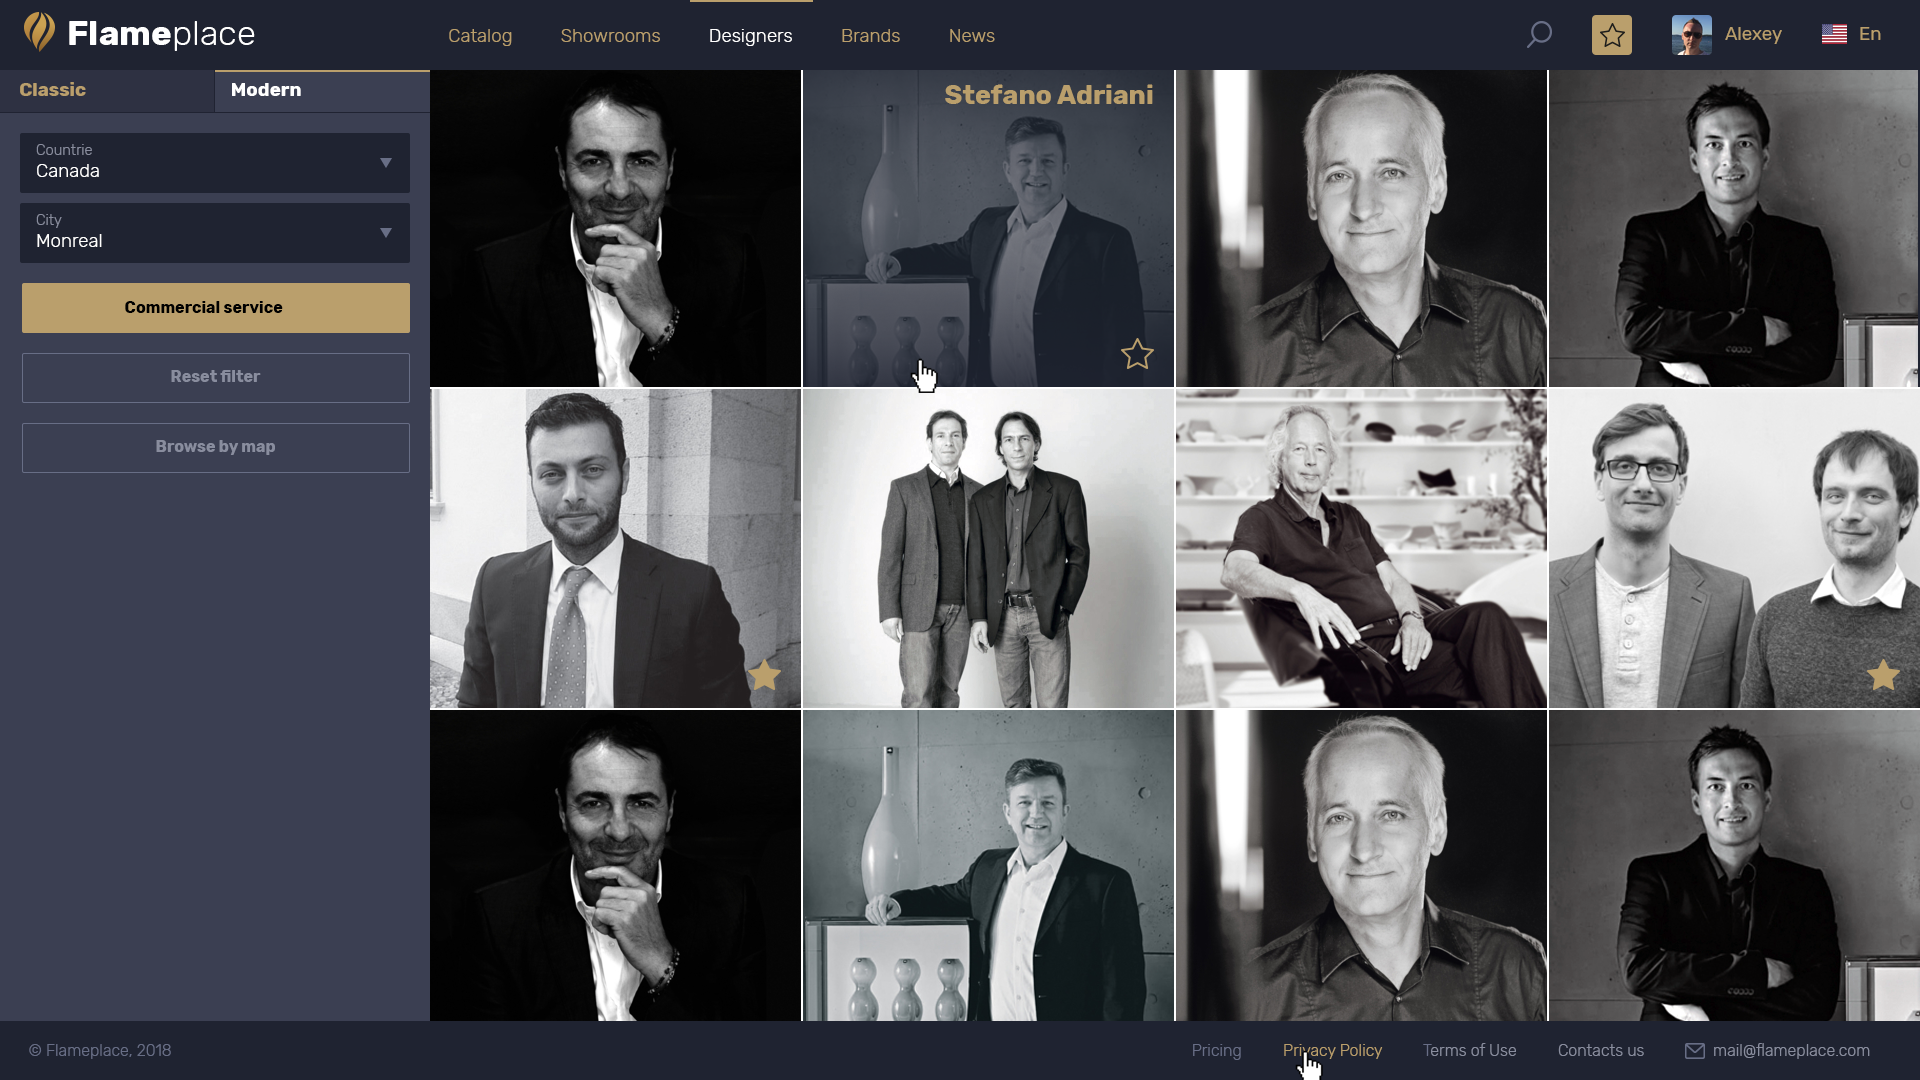 Flameplace
Catalog
Showrooms
Designers
Brands
News
Alexey
En
Classic
Modern
Stefano Adriani
Countrie
Canada
City
Monreal
Commercial service
Reset filter
Browse by map
© Flameplace, 2018
Pricing
Privacy Policy
Terms of Use
Contacts us
mail@flameplace.com